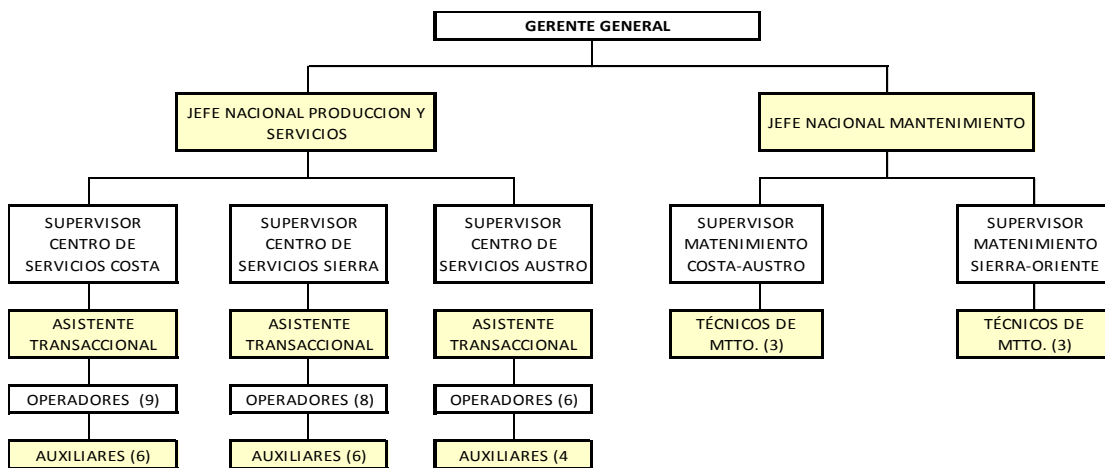 GERENTE GENERAL
JEFE NACIONAL PRODUCCION Y
SERVICIOS
JEFE NACIONAL MANTENIMIENTO
SUPERVISOR
CENTRO DE
SERVICIOS COSTA
SUPERVISOR
CENTRO DE
SERVICIOS SIERRA
SUPERVISOR
CENTRO DE
SERVICIOS AUSTRO
SUPERVISOR
MATENIMIENTO
COSTA-AUSTRO
SUPERVISOR
MATENIMIENTO
SIERRA-ORIENTE
ASISTENTE
TRANSACCIONAL
ASISTENTE
TRANSACCIONAL
ASISTENTE
TRANSACCIONAL
TÉCNICOS DE
MTTO. (3)
TÉCNICOS DE
MTTO. (3)
OPERADORES (9)
OPERADORES (8)
OPERADORES (6)
AUXILIARES (6)
AUXILIARES (6)
AUXILIARES (4